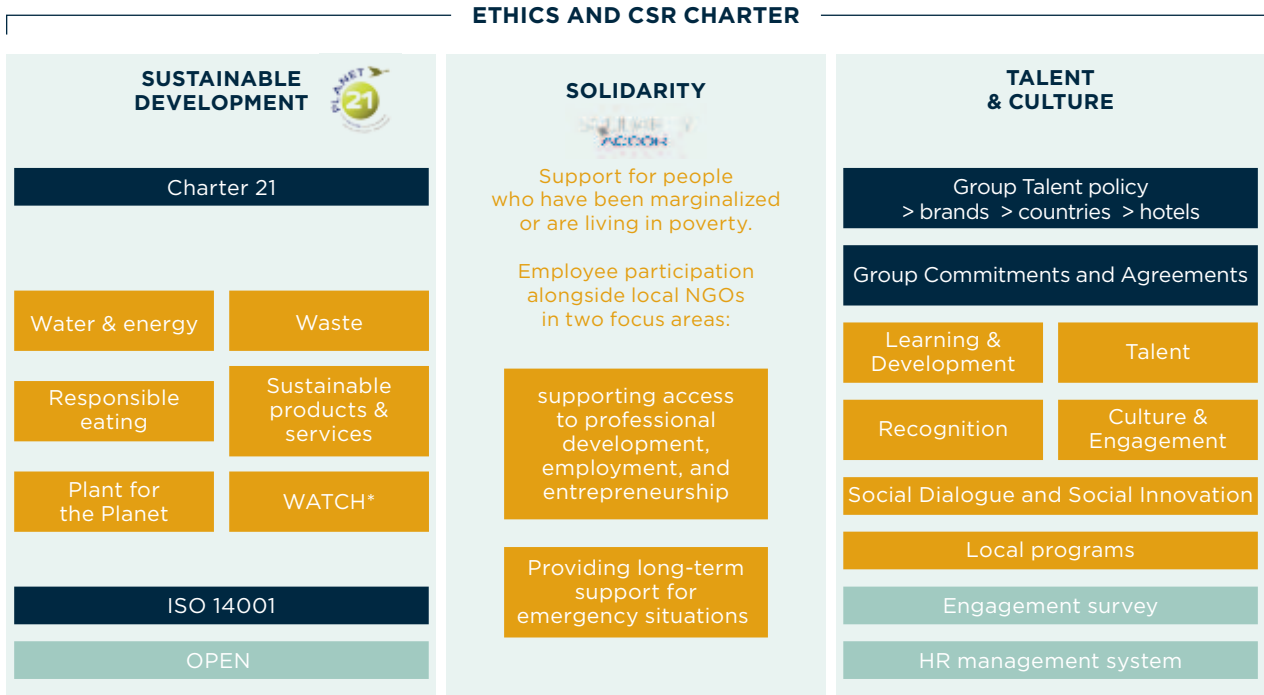 ETHICS AND CSR CHARTER
SUSTAINABLE
DEVELOPMENT
PLANET
21
Charter 21
Water & energy
Waste
Responsible
eating
Sustainable
products &
services
Plant for
the Planet
WATCH*
ISO 14001
OPEN
SOLIDARITY
SOLIDARITY
ACCOR
Support for people
who have been marginalized
or are living in poverty.
Employee participation
alongside local NGOs
in two focus areas:
supporting access
to professional
development,
employment, and
entrepreneurship
Providing long-term
support for
emergency situations
TALENT
& CULTURE
Group Talent policy
> brands > countries > hotels
Group Commitments and Agreements
Learning &
Development
Talent
Recognition
Culture &
Engagement
Social Dialogue and Social Innovation
Local programs
Engagement survey
HR management system